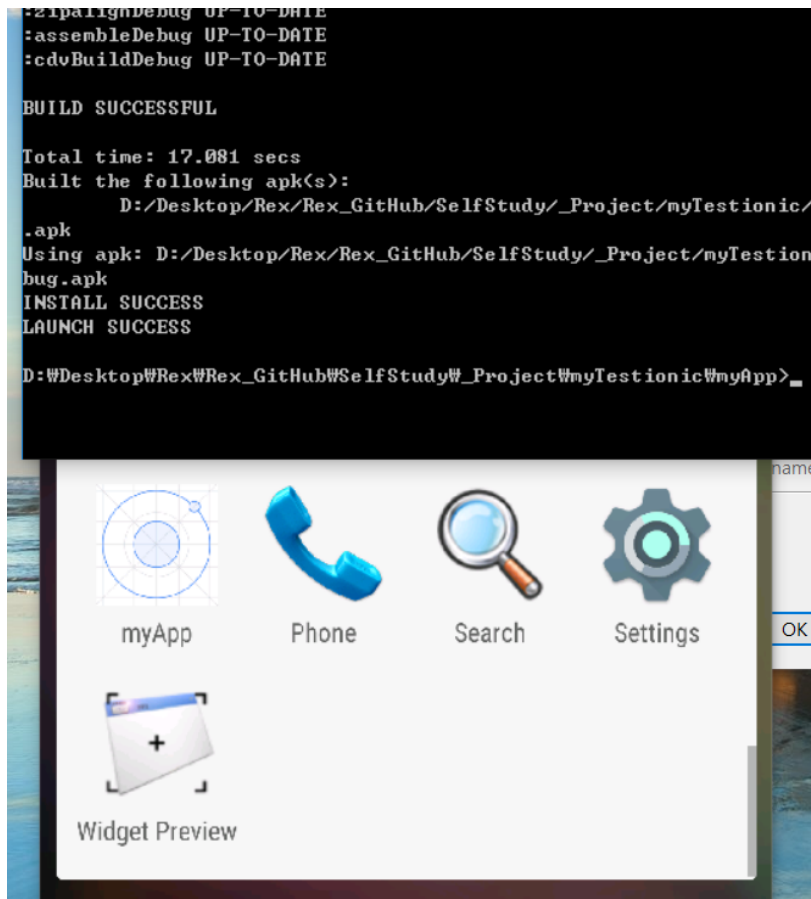 :zipalignDebug UP-TO-DATE
:assembleDebug UP-TO-DATE
:cdvBuildDebug UP-TO-DATE
BUILD SUCCESSFUL
Total time: 17.081 secs
Built the following apk(s):
D:/Desktop/Rex/Rex_GitHub/SelfStudy/_Project/myTestionic/
.apk
Using apk: D:/Desktop/Rex/Rex_GitHub/SelfStudy/_Project/myTestion
bug.apk
INSTALL SUCCESS
LAUNCH SUCCESS
D:₩Desktop₩Rex₩Rex_GitHub₩SelfStudy₩_Project₩myTestionic₩myApp>_
name
myApp Phone Search Settings
OK
Widget Preview